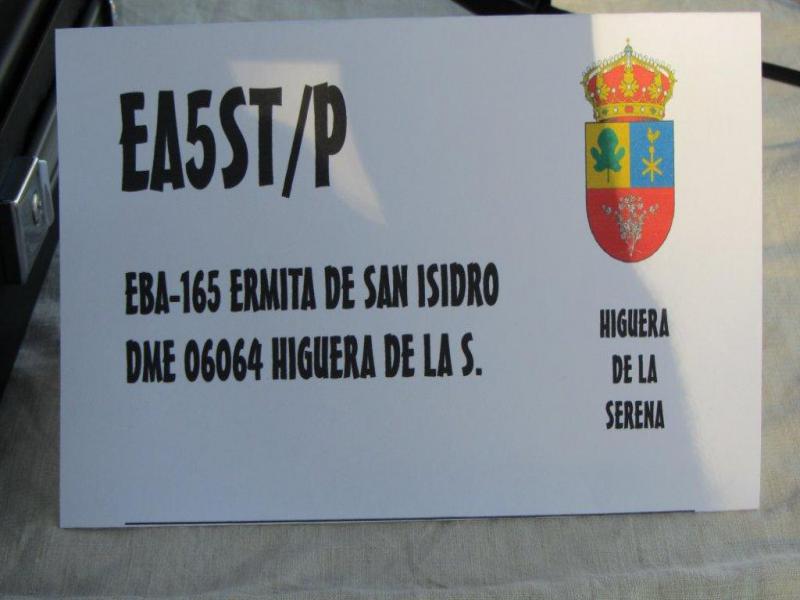 EA5ST/P
EBA-165 ERMITA DE SAN ISIDRO
DME 06064 HIGUERA DE LA S.
HIGUERA
DE LA
SERENA